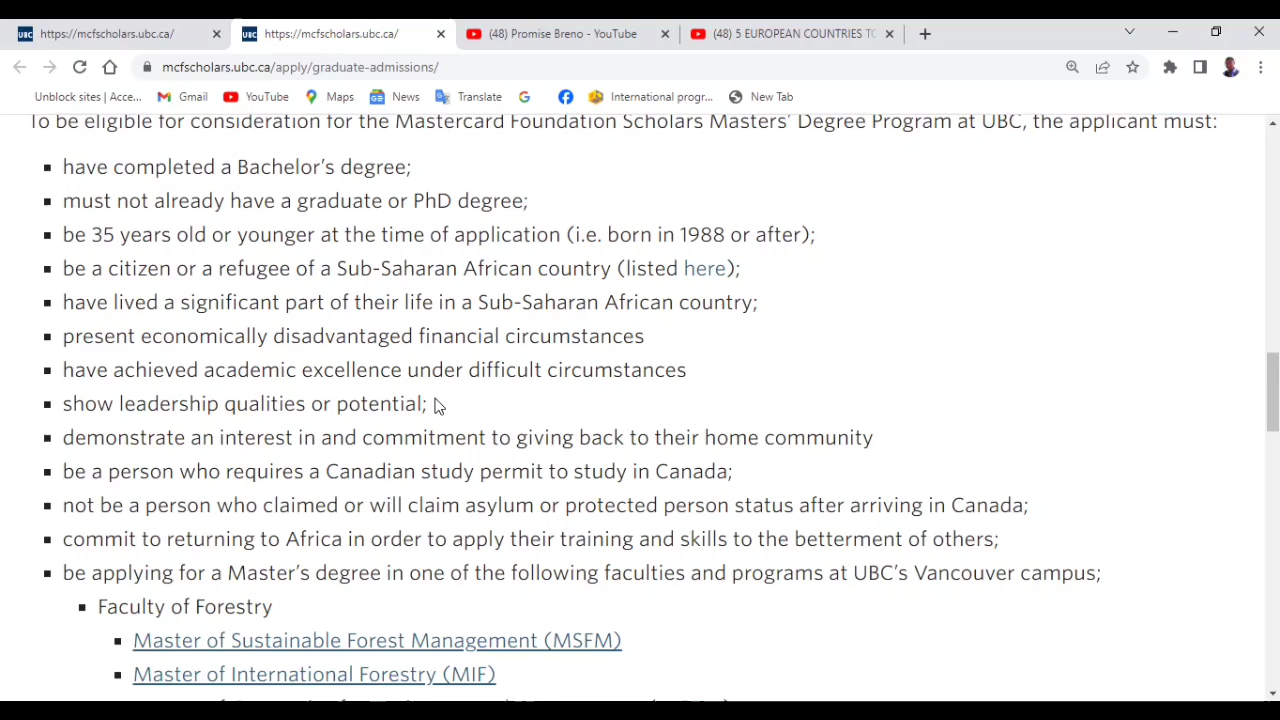 https://mcfscholars.ubc.ca/
https://mcfscholars.ubc.ca/
(48) Promise Breno - YouTube
(48) 5 EUROPEAN COUNTRIES TO
mcfscholars.ubc.ca/apply/graduate-admissions/
Unblock sites | Acce...
Gmail
YouTube
Maps
News
Translate
International progr...
New Tab
To be eligible for consideration for the Mastercard Foundation Scholars Masters' Degree Program at UBC, the applicant must:
have completed a Bachelor's degree;
must not already have a graduate or PhD degree;
be 35 years old or younger at the time of application (i.e. born in 1988 or after);
be a citizen or a refugee of a Sub-Saharan African country (listed here);
have lived a significant part of their life in a Sub-Saharan African country;
present economically disadvantaged financial circumstances
have achieved academic excellence under difficult circumstances
show leadership qualities or potential;
demonstrate an interest in and commitment to giving back to their home community
be a person who requires a Canadian study permit to study in Canada;
not be a person who claimed or will claim asylum or protected person status after arriving in Canada;
commit to returning to Africa in order to apply their training and skills to the betterment of others;
be applying for a Master's degree in one of the following faculties and programs at UBC's Vancouver campus;
Faculty of Forestry
Master of Sustainable Forest Management (MSFM)
Master of International Forestry (MIF)